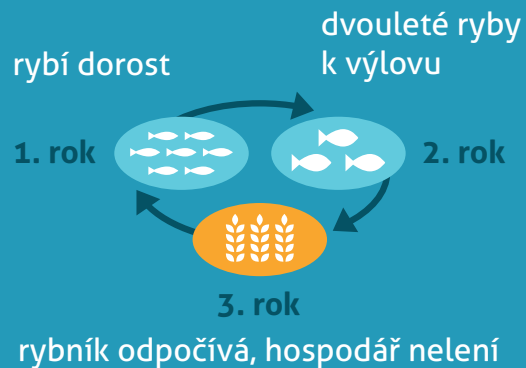 rybí dorost
dvouleté ryby
k výlovu
1. rok
2. rok
3. rok
rybník odpočívá, hospodář nelení